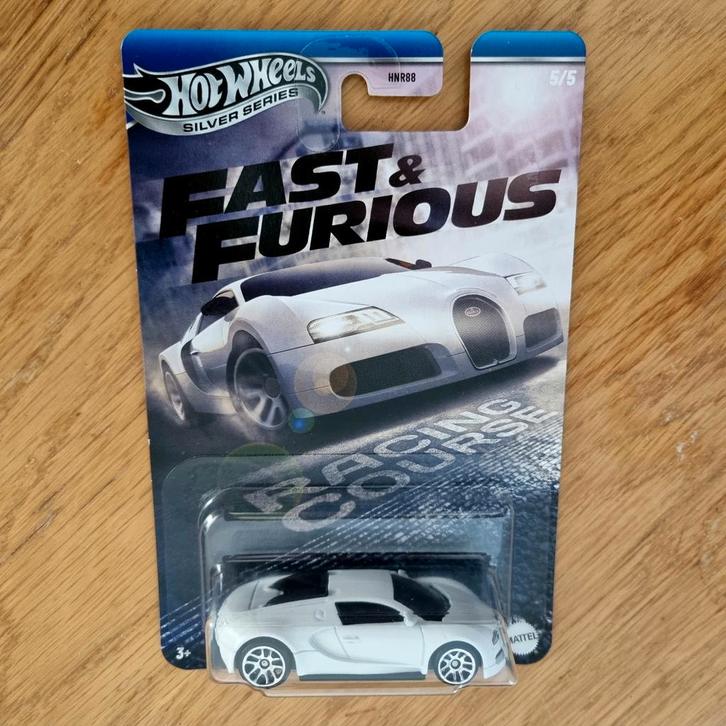 HOT WHEELS
SILVER SERIES
HNR88
5/5
FAST &
FURIOUS
RACING
COURSE
3+
MATTEL